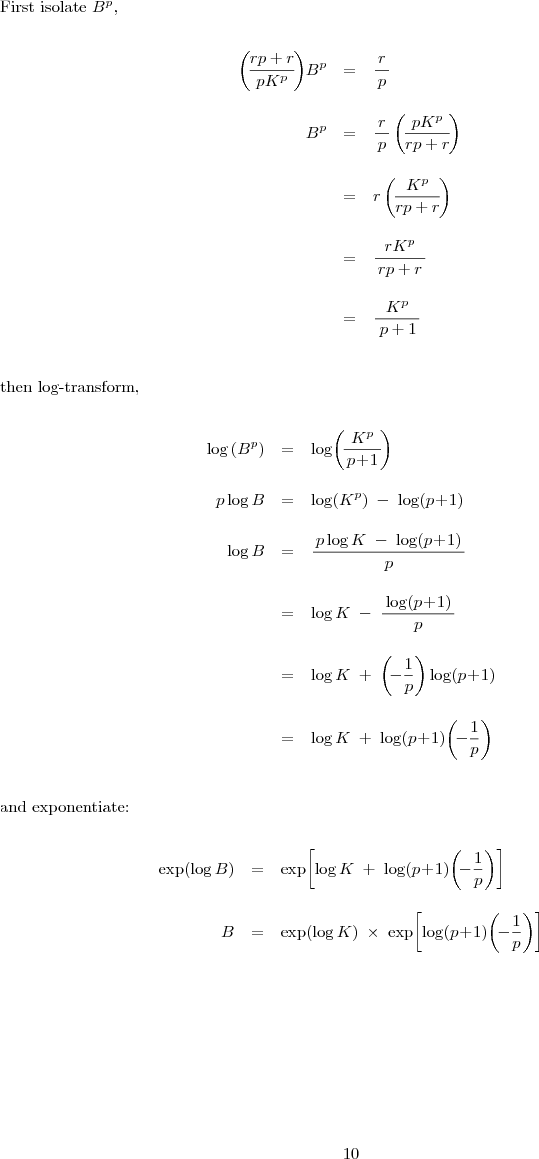 First isolate $B^p$,
$\left(\frac{rp+r}{pK^p}\right)B^p = \frac{r}{p}$
$B^p = \frac{r}{p}\left(\frac{pK^p}{rp+r}\right)$
$= r\left(\frac{K^p}{rp+r}\right)$
$= \frac{rK^p}{rp+r}$
$= \frac{K^p}{p+1}$
then log-transform,
$\log(B^p) = \log\left(\frac{K^p}{p+1}\right)$
$p\log B = \log(K^p) - \log(p+1)$
$\log B = \frac{p\log K - \log(p+1)}{p}$
$= \log K - \frac{\log(p+1)}{p}$
$= \log K + \left(-\frac{1}{p}\right)\log(p+1)$
$= \log K + \log(p+1)\left(-\frac{1}{p}\right)$
and exponentiate:
$\exp(\log B) = \exp\left[\log K + \log(p+1)\left(-\frac{1}{p}\right)\right]$
$B = \exp(\log K) \times \exp\left[\log(p+1)\left(-\frac{1}{p}\right)\right]$
10